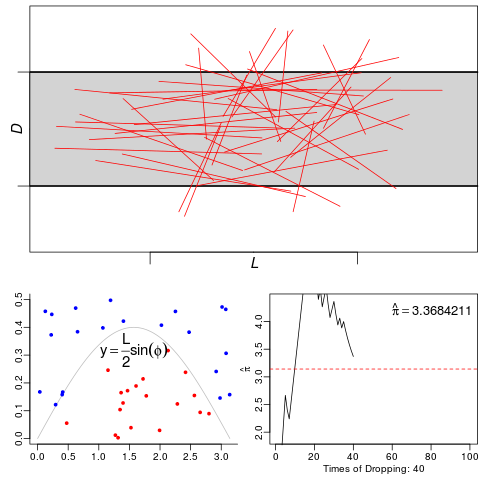 D
L
0.5
0.4
0.3
0.2
0.1
0.0
y = L/2 sin(ϕ)
0.0 0.5 1.0 1.5 2.0 2.5 3.0
π̂ = 3.3684211
4.0
3.5
π̂
3.0
2.5
2.0
0 20 40 60 80 100
Times of Dropping: 40